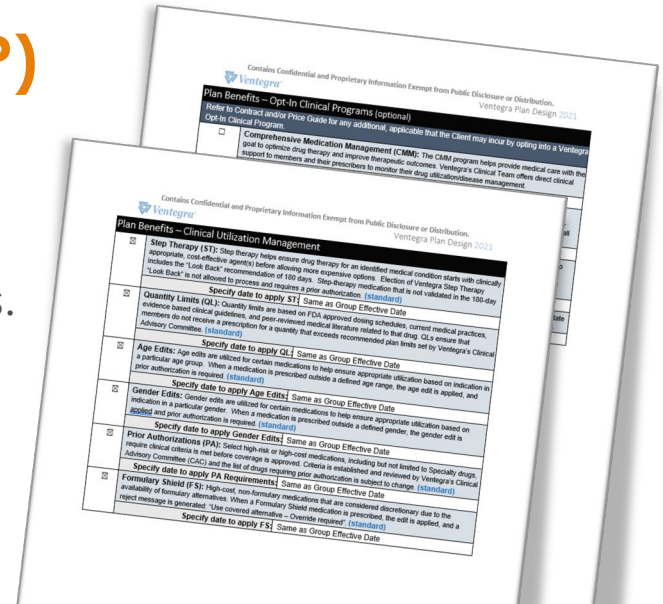 ?)
s.
Contains Confidential and Proprietary Information Exempt from Public Disclosure or Distribution.
Ventegra
Ventegra Plan Design 2021
Plan Benefits – Opt-In Clinical Programs (optional)
Refer to Contract and/or Price Guide for any additional, applicable that the Client may incur by opting into a Ventegra
Opt-In Clinical Program.
☐ Comprehensive Medication Management (CMM): The CMM program helps provide medical care with the
goal to optimize drug therapy and improve therapeutic outcomes. Ventegra's Clinical Team offers direct clinical
support to members and their prescribers to monitor their drug utilization/disease management.
Contains Confidential and Proprietary Information Exempt from Public Disclosure or Distribution.
Ventegra
Ventegra Plan Design 2021
Plan Benefits – Clinical Utilization Management
☒ Step Therapy (ST): Step therapy helps ensure drug therapy for an identified medical condition starts with clinically
appropriate, cost-effective agent(s) before allowing more expensive options. Election of Ventegra Step Therapy
includes the "Look Back" recommendation of 180 days. Step-therapy medication that is not validated in the 180-day
"Look Back" is not allowed to process and requires a prior authorization. (standard)
Specify date to apply ST: Same as Group Effective Date
☒ Quantity Limits (QL): Quantity limits are based on FDA approved dosing schedules, current medical practices,
evidence based clinical guidelines, and peer-reviewed medical literature related to that drug. QLs ensure that
members do not receive a prescription for a quantity that exceeds recommended plan limits set by Ventegra's Clinical
Advisory Committee. (standard)
Specify date to apply QL: Same as Group Effective Date
☒ Age Edits: Age edits are utilized for certain medications to help ensure appropriate utilization based on indication in
a particular age group. When a medication is prescribed outside a defined age range, the age edit is applied, and
prior authorization is required. (standard)
Specify date to apply Age Edits: Same as Group Effective Date
☒ Gender Edits: Gender edits are utilized for certain medications to help ensure appropriate utilization based on
indication in a particular gender. When a medication is prescribed outside a defined gender, the gender edit is
applied and prior authorization is required. (standard)
Specify date to apply Gender Edits: Same as Group Effective Date
☒ Prior Authorizations (PA): Select high-risk or high-cost medications, including but not limited to Specialty drugs,
require clinical criteria is met before coverage is approved. Criteria is established and reviewed by Ventegra's Clinical
Advisory Committee (CAC) and the list of drugs requiring prior authorization is subject to change. (standard)
Specify date to apply PA Requirements: Same as Group Effective Date
☒ Formulary Shield (FS): High-cost, non-formulary medications that are considered discretionary due to the
availability of formulary alternatives. When a Formulary Shield medication is prescribed, the edit is applied, and a
reject message is generated: "Use covered alternative – Override required". (standard)
Specify date to apply FS: Same as Group Effective Date